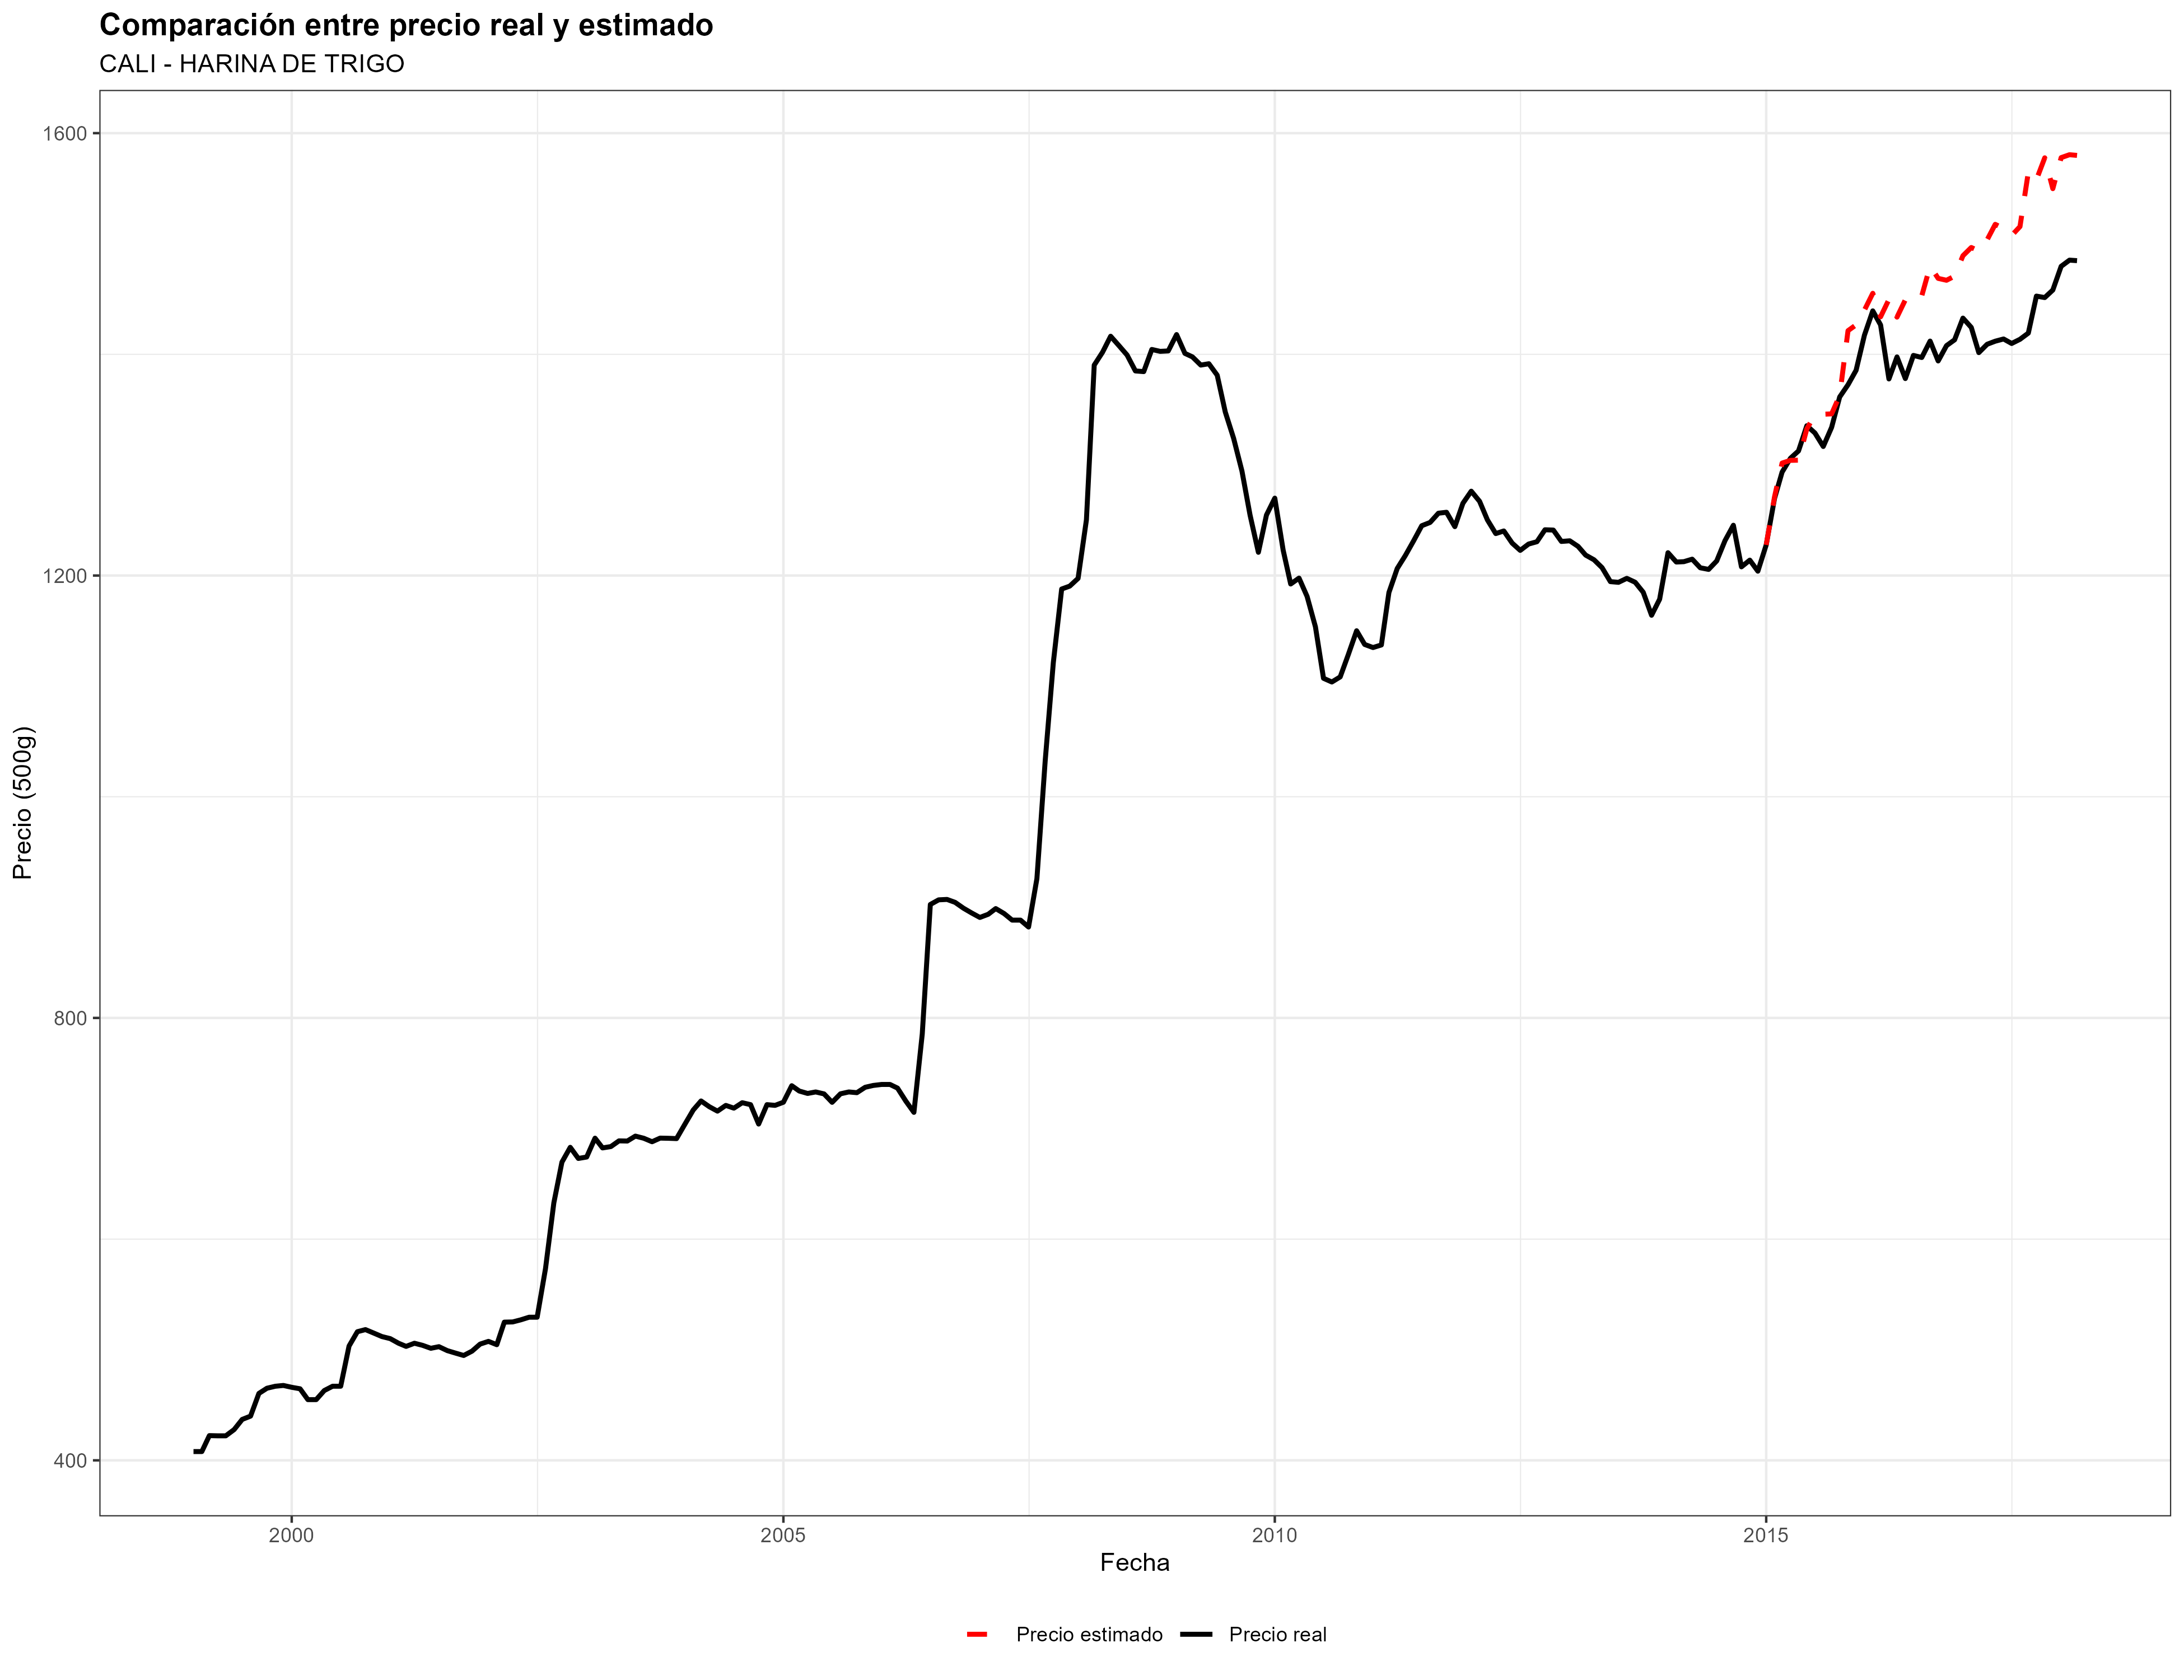 Comparación entre precio real y estimado
CALI - HARINA DE TRIGO
Precio (500g)
1600
1200
800
400
2000 2005 2010 2015
Fecha
Precio estimado Precio real